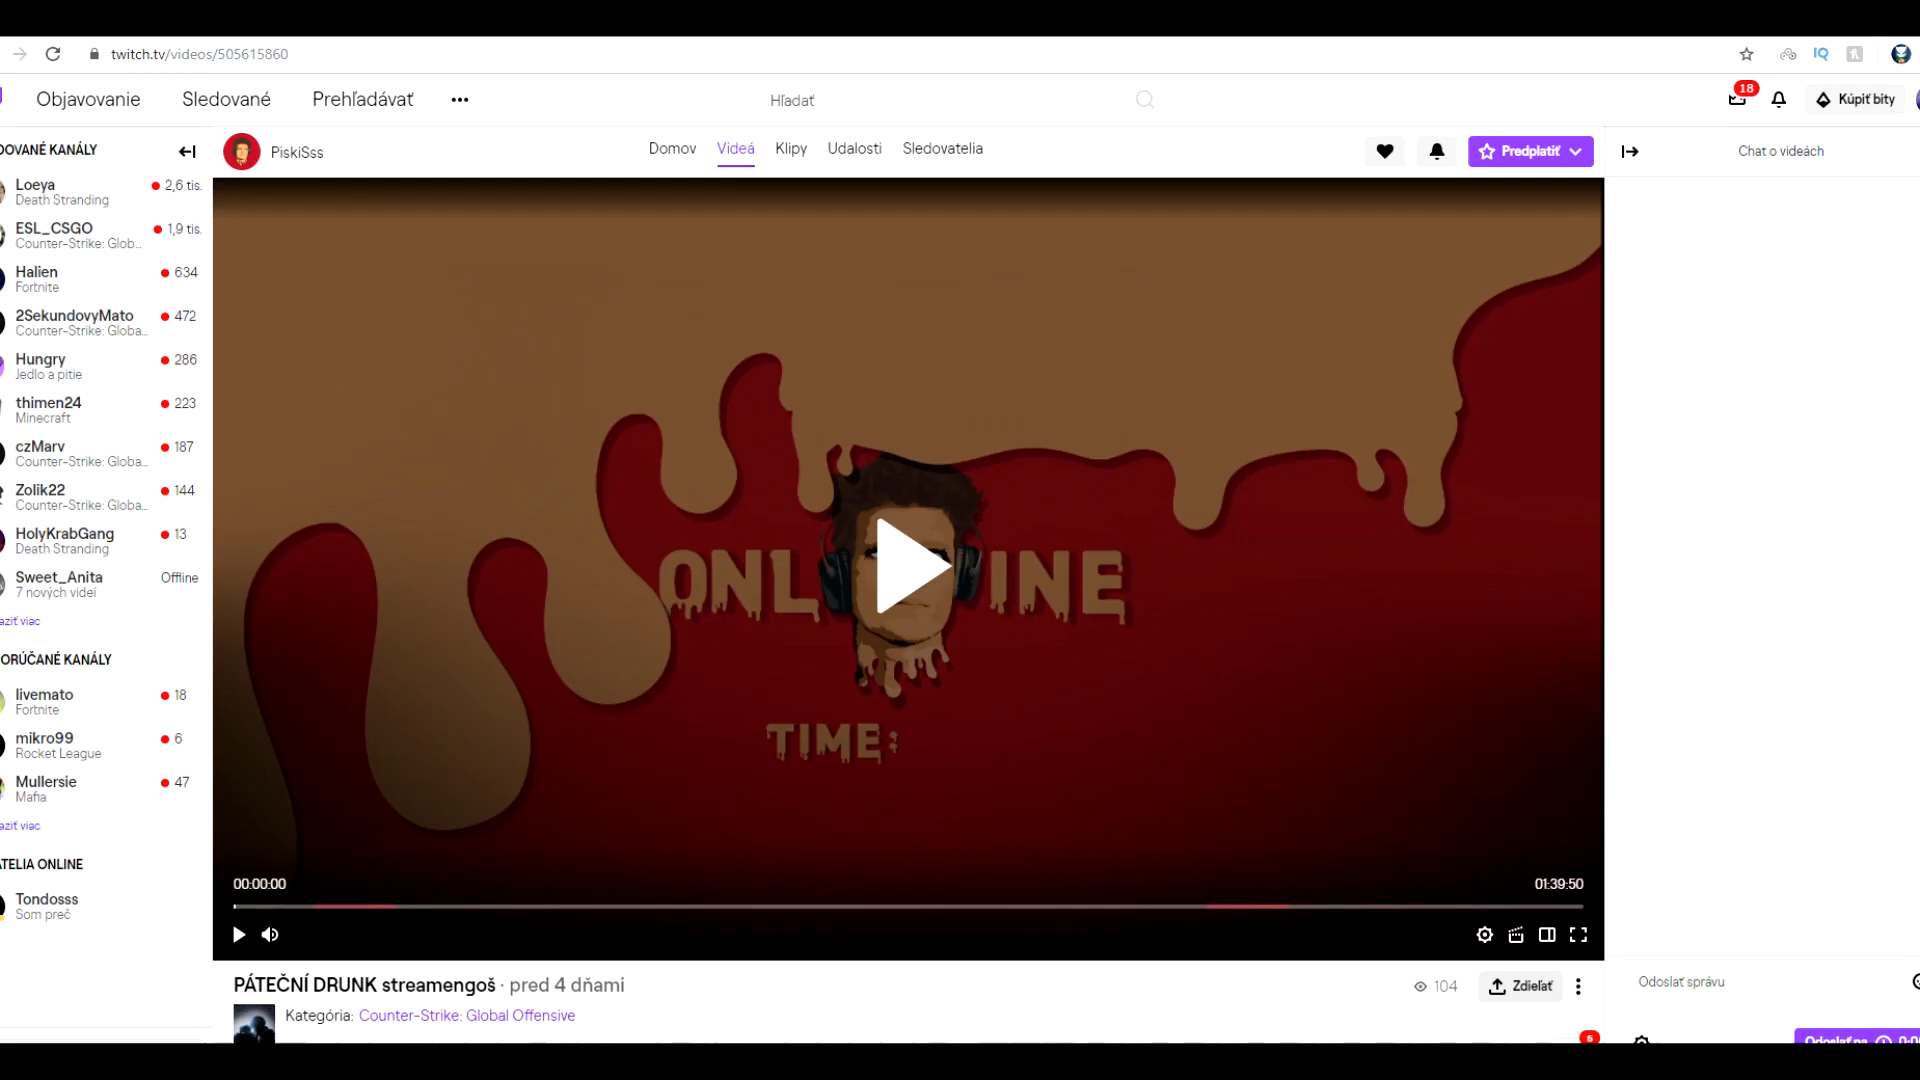 twitch.tv/videos/505615860
Objavovanie Sledované Prehľadávať ••• Hľadať 18 Kúpiť bity
KANÁLY
PiskiSss Domov Videá Klipy Udalosti Sledovatelia Predplatiť Chat o videách
Loeya 2,6 tis.
Death Stranding
ESL_CSGO 1,9 tis.
Counter-Strike: Glob...
Halien 634
Fortnite
2SekundovyMato 472
Counter-Strike: Globa...
Hungry 286
Jedlo a pitie
thimen24 223
Minecraft
czMarv 187
Counter-Strike: Globa...
Zolik22 144
Counter-Strike: Globa...
HolyKrabGang 13
Death Stranding
Sweet_Anita Offline
7 nových videí
viac
KANÁLY
livemato 18
Fortnite
mikro99 6
Rocket League
Mullersie 47
Mafia
viac
ONLINE
ONLINE
TIME:
Tondosss
Som preč
00:00:00 01:39:50
PÁTEČNÍ DRUNK streamengoš · pred 4 dňami 104 Zdieľať
Kategória: Counter-Strike: Global Offensive
Odoslať správu
5